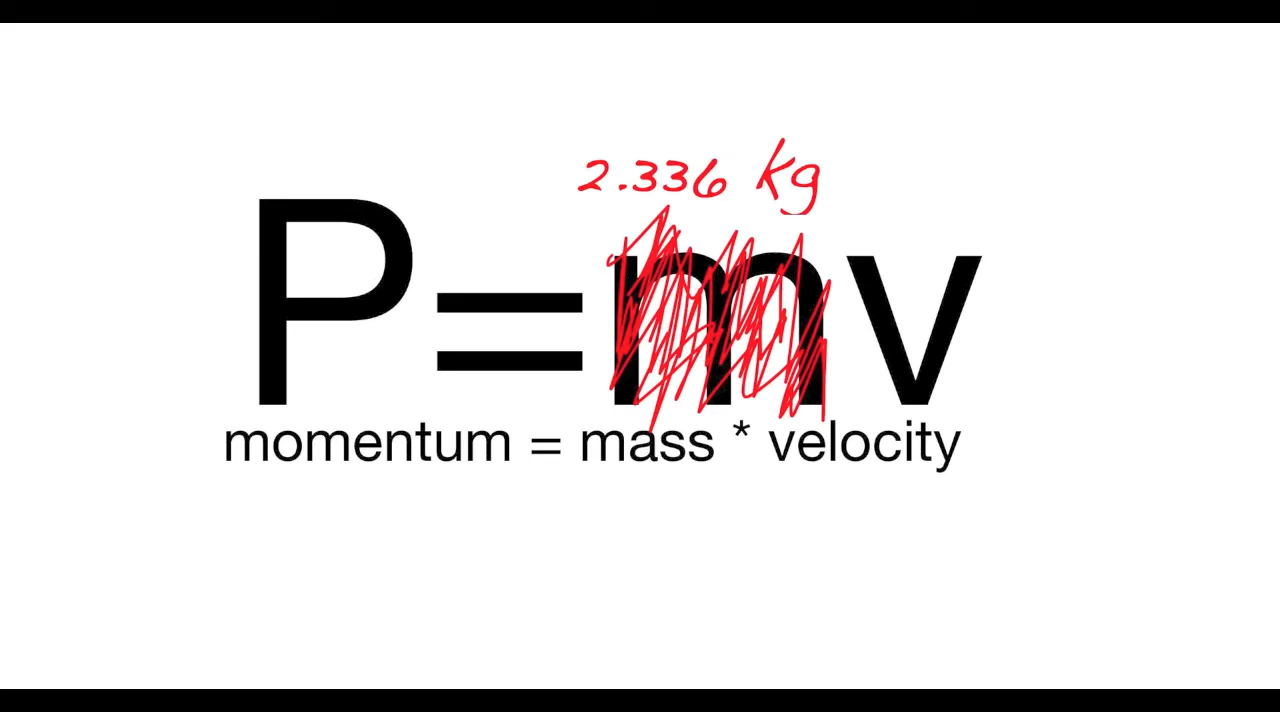 2.336 kg
P=mv
momentum = mass * velocity